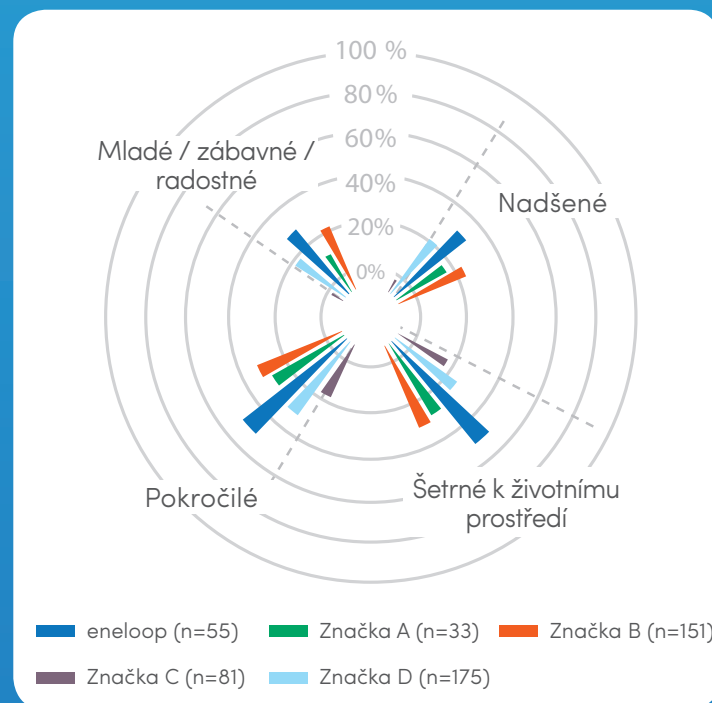 100 %
80%
60%
40%
20%
0%
Mladé / zábavné /
radostné
Nadšené
Pokročilé
Šetrné k životnímu
prostředí
eneloop (n=55)
Značka A (n=33)
Značka B (n=151)
Značka C (n=81)
Značka D (n=175)